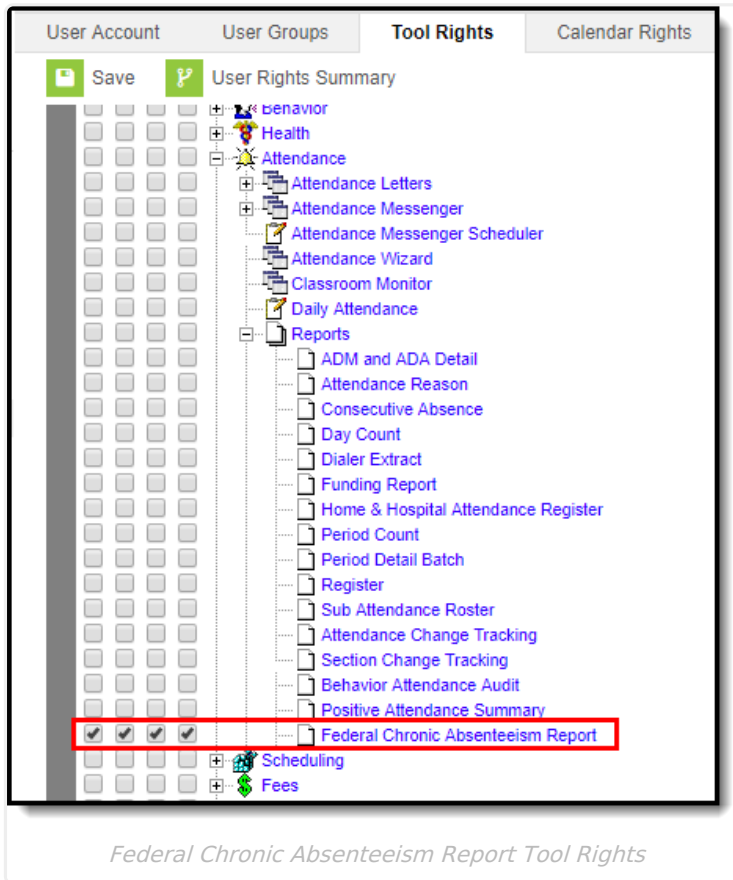 User Account User Groups Tool Rights Calendar Rights
Save User Rights Summary
Behavior
Health
Attendance
Attendance Letters
Attendance Messenger
Attendance Messenger Scheduler
Attendance Wizard
Classroom Monitor
Daily Attendance
Reports
ADM and ADA Detail
Attendance Reason
Consecutive Absence
Day Count
Dialer Extract
Funding Report
Home & Hospital Attendance Register
Period Count
Period Detail Batch
Register
Sub Attendance Roster
Attendance Change Tracking
Section Change Tracking
Behavior Attendance Audit
Positive Attendance Summary
Federal Chronic Absenteeism Report
Scheduling
Fees
Federal Chronic Absenteeism Report Tool Rights